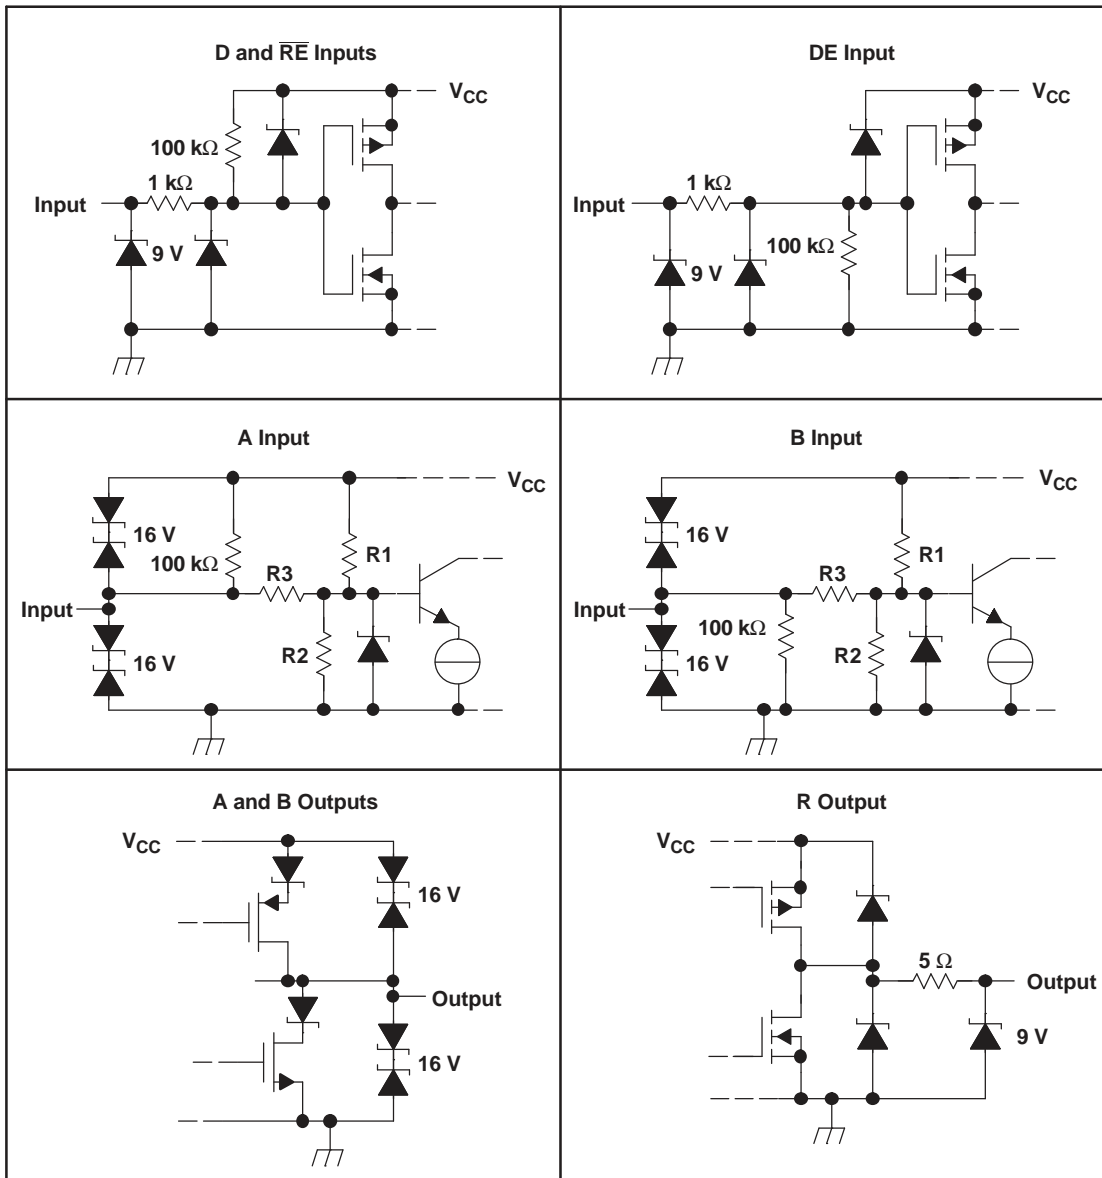 D and R̅E̅ Inputs
VCC
100 kΩ
1 kΩ
Input
9 V
DE Input
VCC
1 kΩ
Input
100 kΩ
9 V
A Input
VCC
16 V
100 kΩ
R1
R3
Input
R2
16 V
B Input
VCC
16 V
R1
R3
Input
100 kΩ
R2
16 V
A and B Outputs
VCC
16 V
Output
16 V
R Output
VCC
5 Ω
Output
9 V